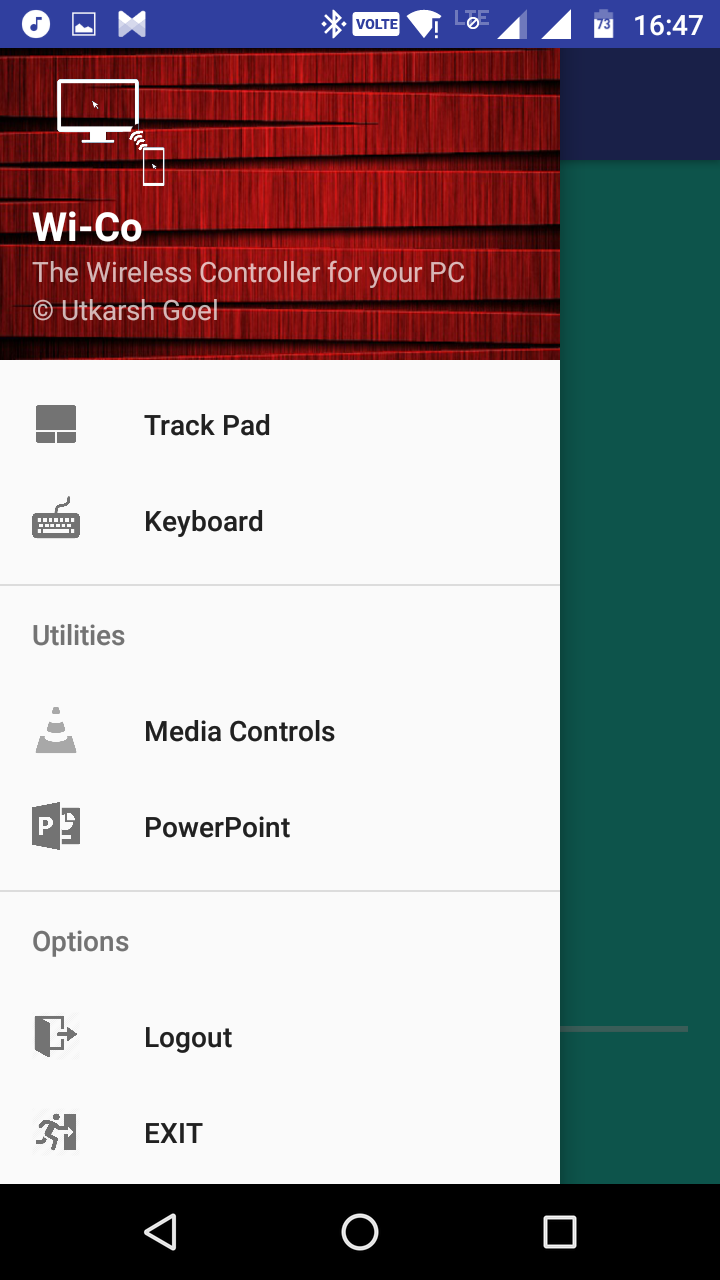 VOLTE LTE 73 16:47
Wi-Co
The Wireless Controller for your PC
© Utkarsh Goel
Track Pad
Keyboard
Utilities
Media Controls
P PowerPoint
Options
Logout
EXIT